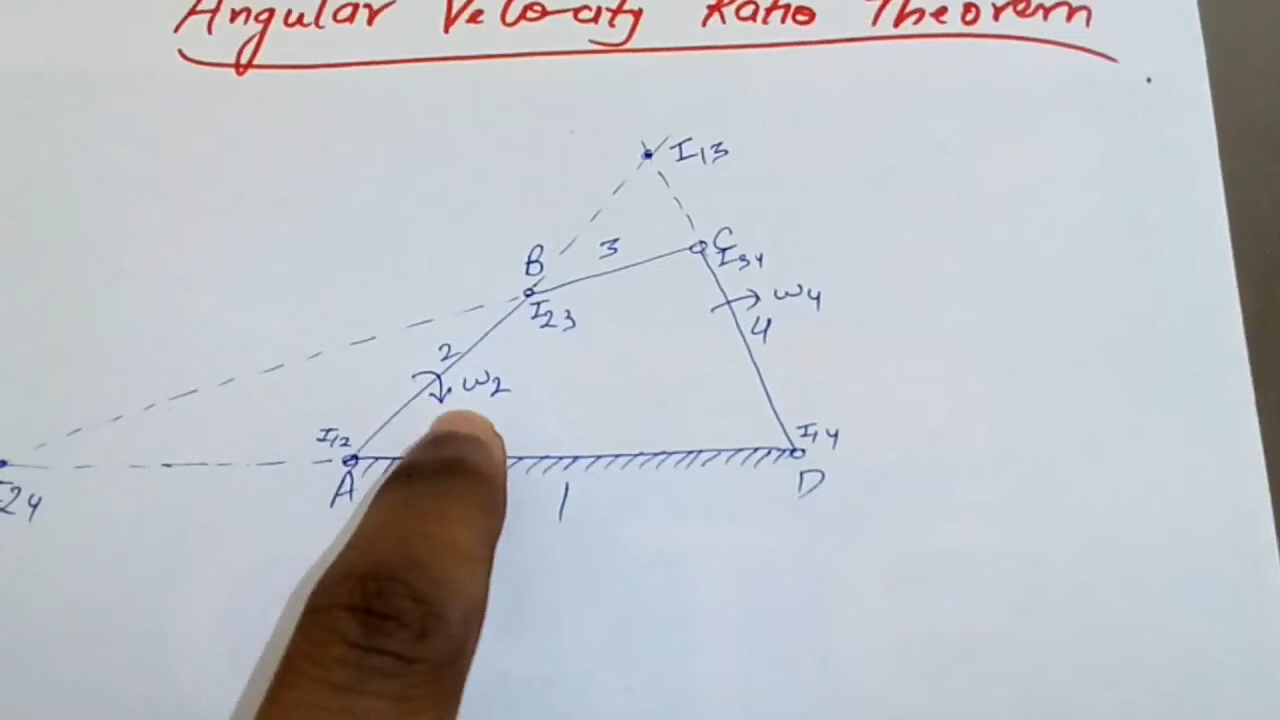 Angular Velocity Ratio Theorem
I13
B
3
C
I34
I23
ω4
4
2
ω2
I12
I14
A
D
I24
1